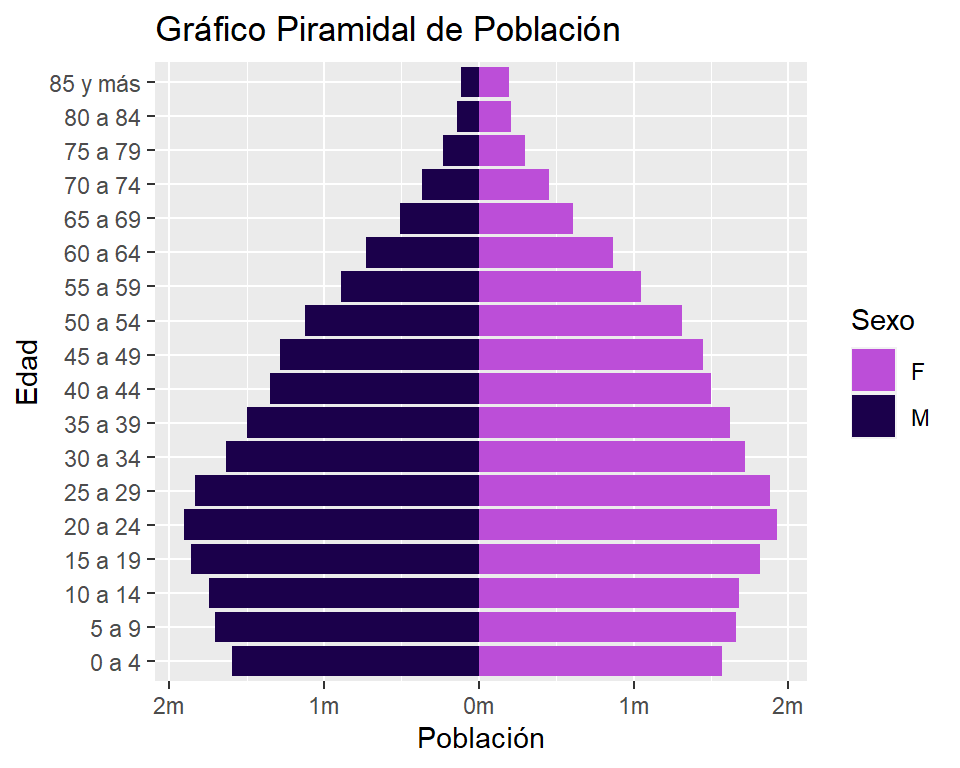 Gráfico Piramidal de Población
85 y más
80 a 84
75 a 79
70 a 74
65 a 69
60 a 64
55 a 59
50 a 54
45 a 49
40 a 44
35 a 39
30 a 34
25 a 29
20 a 24
15 a 19
10 a 14
5 a 9
0 a 4
Edad
2m 1m 0m 1m 2m
Población
Sexo
F
M